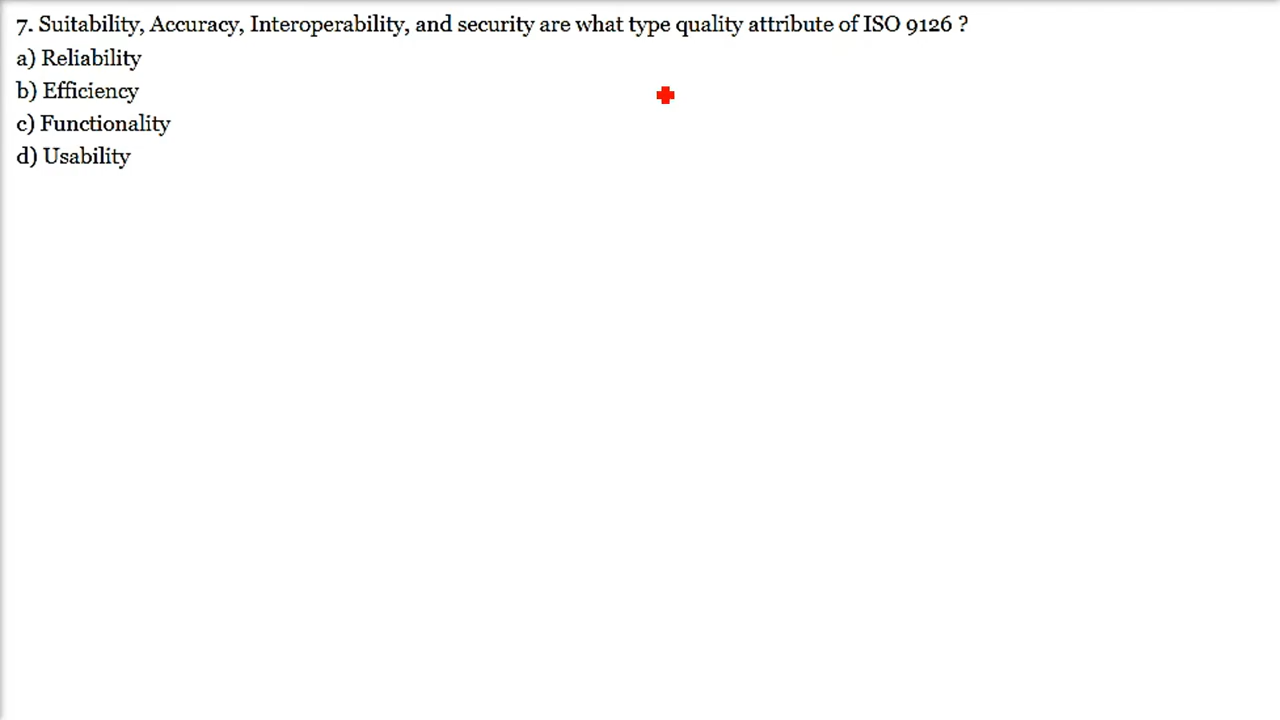 7. Suitability, Accuracy, Interoperability, and security are what type quality attribute of ISO 9126 ?
a) Reliability
b) Efficiency
c) Functionality
d) Usability